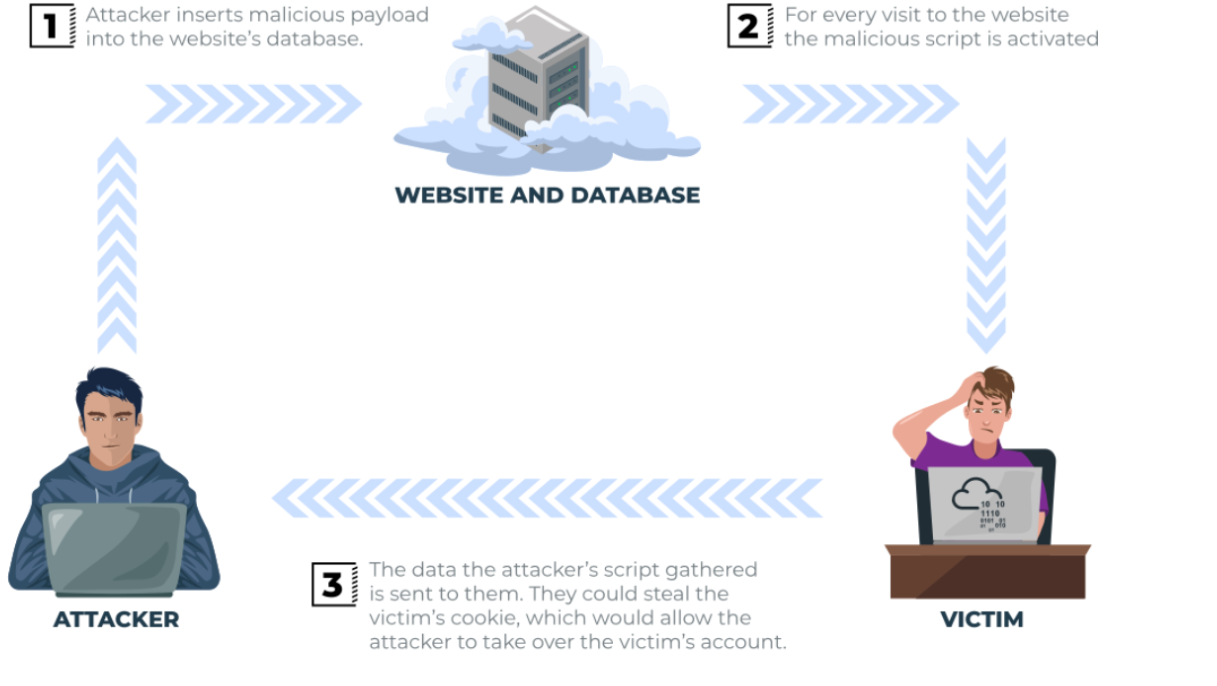 1
Attacker inserts malicious payload
into the website's database.
2
For every visit to the website
the malicious script is activated
WEBSITE AND DATABASE
10 10
1110
0101 01
01 010
01
ATTACKER
3
The data the attacker's script gathered
is sent to them. They could steal the
victim's cookie, which would allow the
attacker to take over the victim's account.
VICTIM